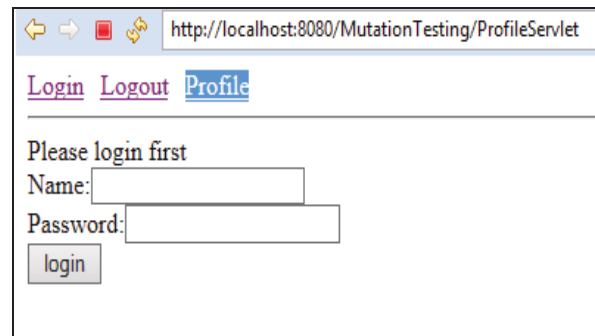 http://localhost:8080/MutationTesting/ProfileServlet
Login Logout Profile
Please login first
Name:
Password:
login